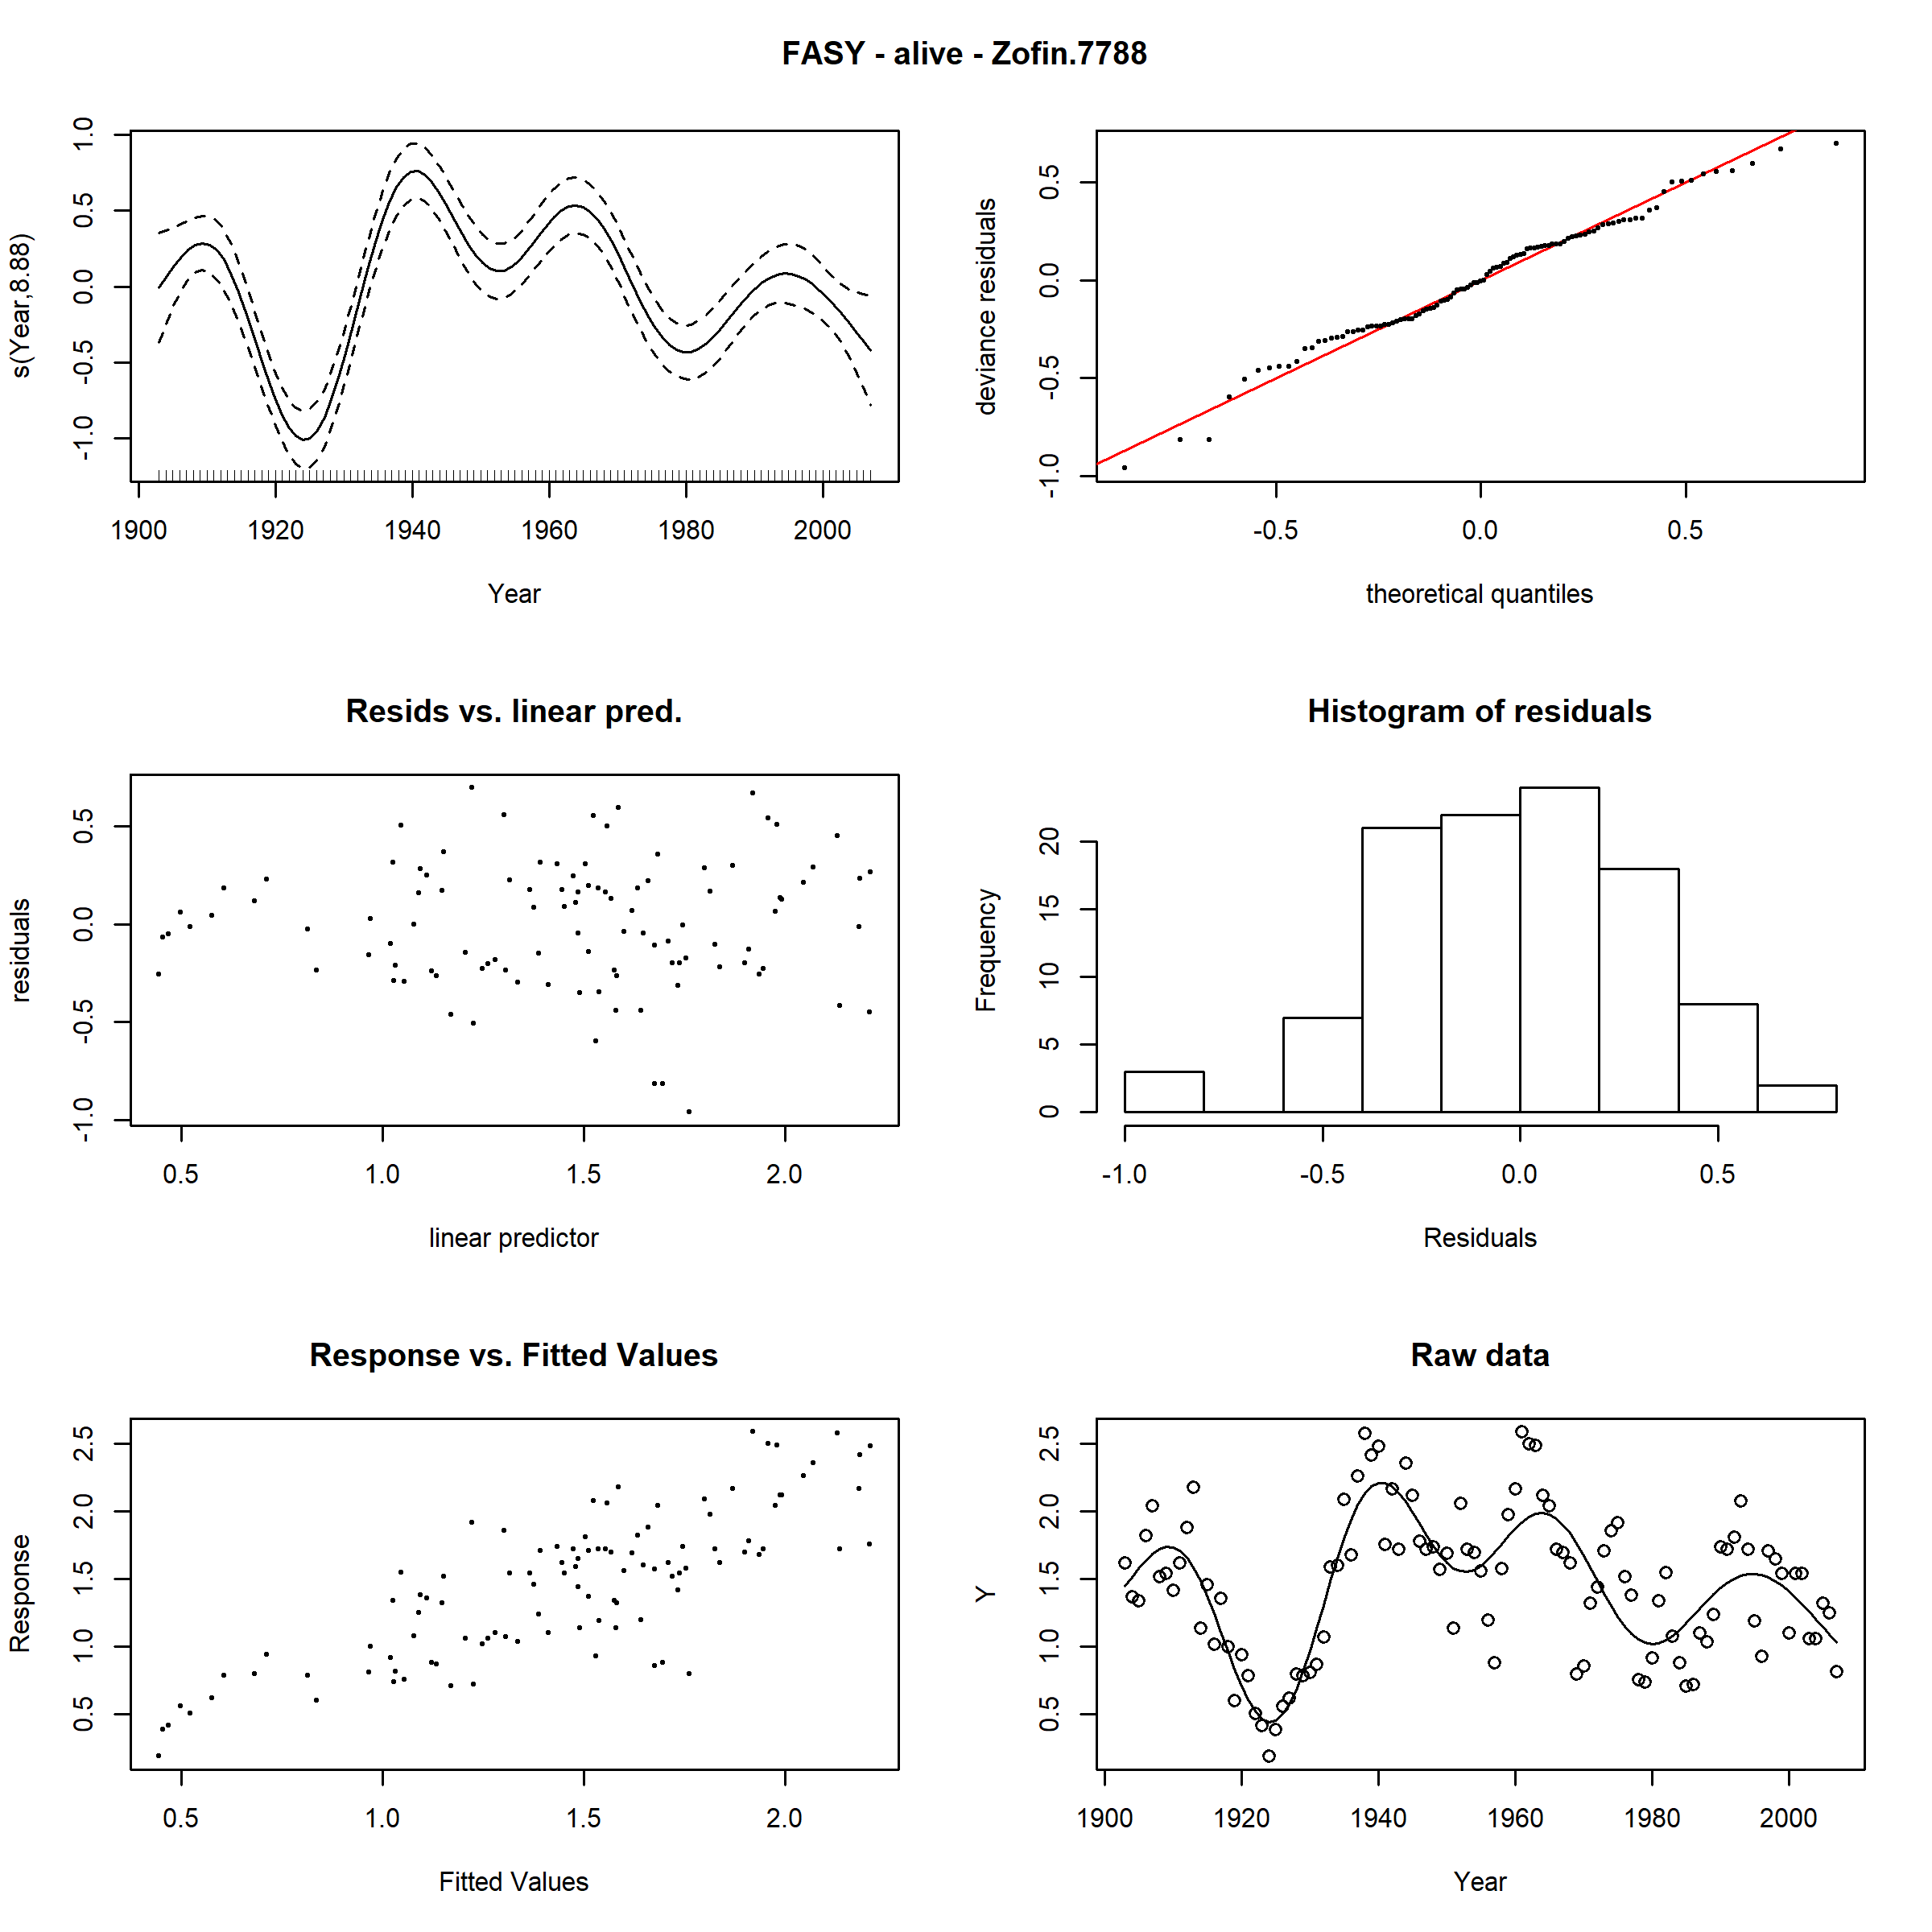 FASY - alive - Zofin.7788
s(Year,8.88)
-1.0 -0.5 0.0 0.5 1.0
1900 1920 1940 1960 1980 2000
Year
deviance residuals
-1.0 -0.5 0.0 0.5
-0.5 0.0 0.5
theoretical quantiles
Resids vs. linear pred.
residuals
-1.0 -0.5 0.0 0.5
0.5 1.0 1.5 2.0
linear predictor
Histogram of residuals
Frequency
0 5 10 15 20
-1.0 -0.5 0.0 0.5
Residuals
Response vs. Fitted Values
Response
0.5 1.0 1.5 2.0 2.5
0.5 1.0 1.5 2.0
Fitted Values
Raw data
Y
0.5 1.0 1.5 2.0 2.5
1900 1920 1940 1960 1980 2000
Year